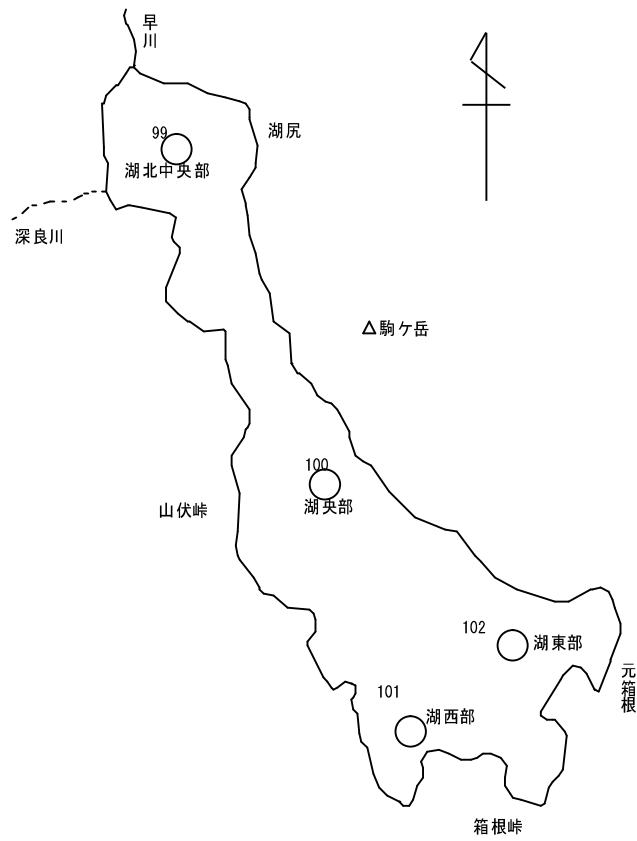 早川
99
湖尻
湖北中央部
深良川
駒ケ岳
100
湖央部
山伏峠
102
湖東部
元箱根
101
湖西部
箱根峠